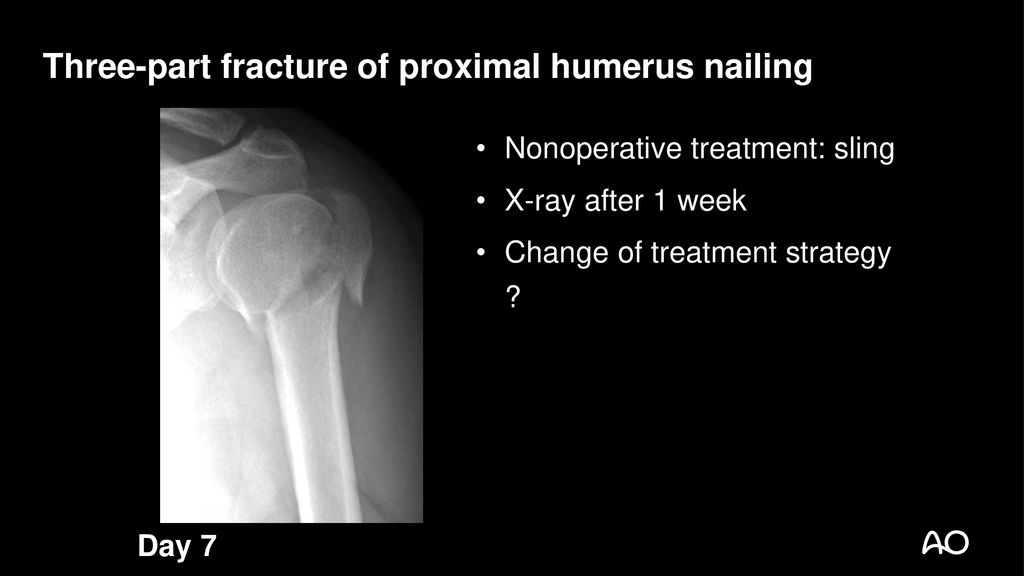 Three-part fracture of proximal humerus nailing
• Nonoperative treatment: sling
• X-ray after 1 week
• Change of treatment strategy
?
Day 7
AO